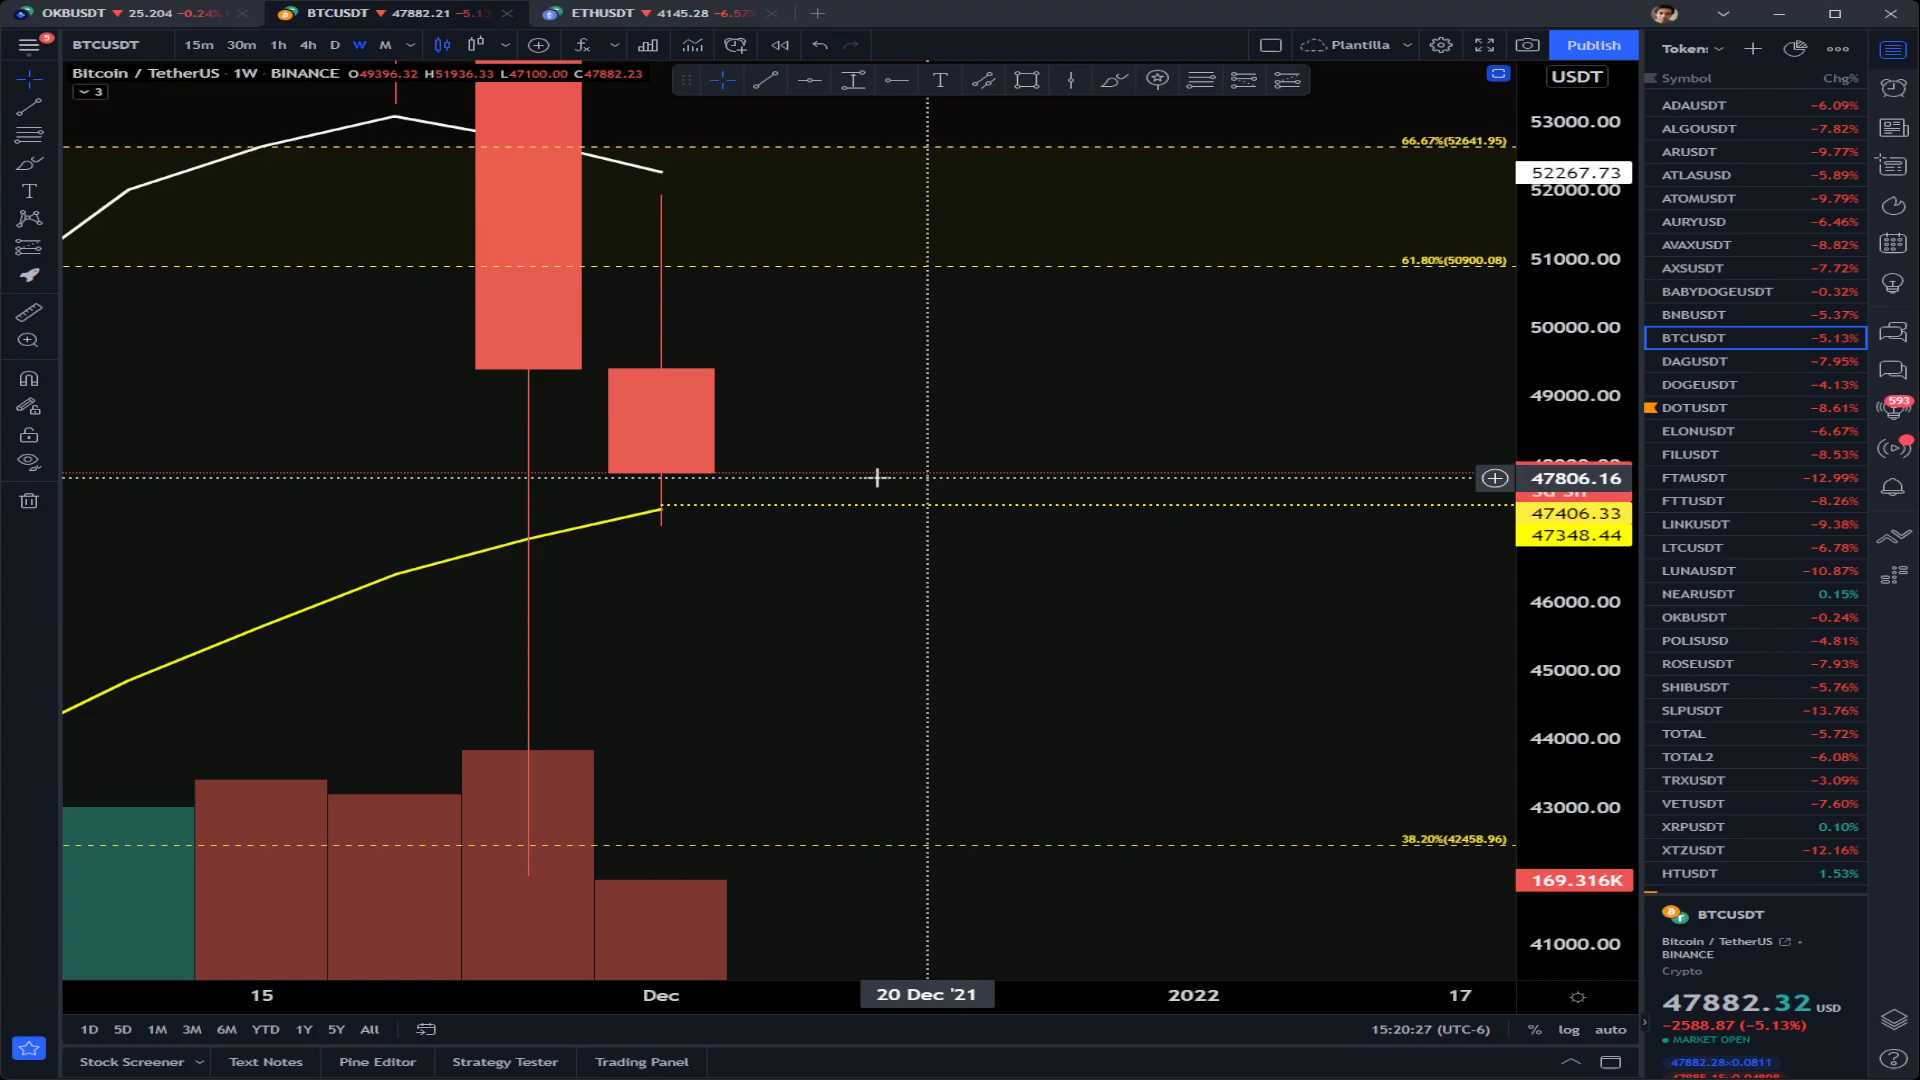 OKBUSDT 25.204 −0.24%
BTCUSDT 47882.21 −5.13
ETHUSDT 4145.28 −6.57
5
BTCUSDT 15m 30m 1h 4h D W M
Plantilla
Publish
Bitcoin / TetherUS · 1W · BINANCE O49396.32 H51936.33 L47100.00 C47882.23
3
USDT
53000.00
66.67%(52641.95)
52267.73
52000.00
61.80%(50900.08)
51000.00
50000.00
49000.00
47806.16
47406.33
47348.44
46000.00
45000.00
44000.00
43000.00
38.20%(42458.96)
169.316K
41000.00
15 Dec 20 Dec '21 2022 17
1D 5D 1M 3M 6M YTD 1Y 5Y All
15:20:27 (UTC-6) % log auto
Stock Screener Text Notes Pine Editor Strategy Tester Trading Panel
Tokens
Symbol Chg%
ADAUSDT −6.09%
ALGOUSDT −7.82%
ARUSDT −9.77%
ATLASUSD −5.89%
ATOMUSDT −9.79%
AURYUSD −6.46%
AVAXUSDT −8.82%
AXSUSDT −7.72%
BABYDOGEUSDT −0.32%
BNBUSDT −5.37%
BTCUSDT −5.13%
DAGUSDT −7.95%
DOGEUSDT −4.13%
DOTUSDT −8.61%
ELONUSDT −6.67%
FILUSDT −8.53%
FTMUSDT −12.99%
FTTUSDT −8.26%
LINKUSDT −9.38%
LTCUSDT −6.78%
LUNAUSDT −10.87%
NEARUSDT 0.15%
OKBUSDT −0.24%
POLISUSD −4.81%
ROSEUSDT −7.93%
SHIBUSDT −5.76%
SLPUSDT −13.76%
TOTAL −5.72%
TOTAL2 −6.08%
TRXUSDT −3.09%
VETUSDT −7.60%
XRPUSDT 0.10%
XTZUSDT −12.16%
HTUSDT 1.53%
593
BTCUSDT
Bitcoin / TetherUS
BINANCE
Crypto
47882.32 USD
−2588.87 (−5.13%)
MARKET OPEN
47882.28×0.0811